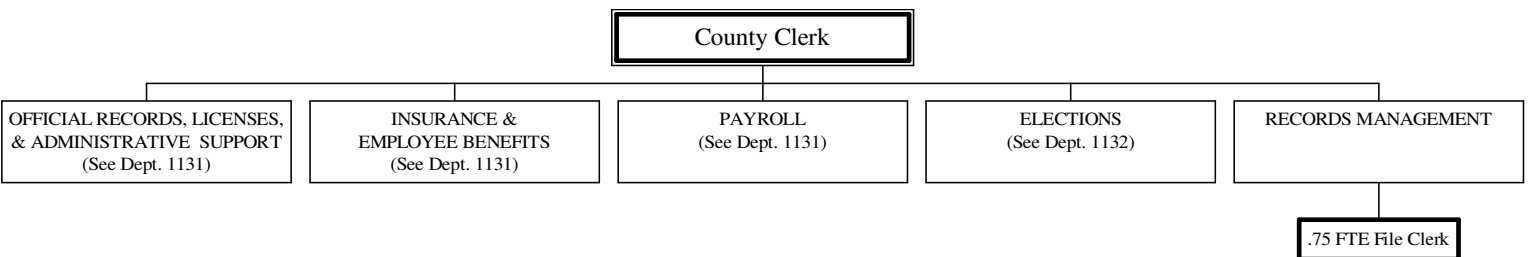 County Clerk
OFFICIAL RECORDS, LICENSES,
& ADMINISTRATIVE SUPPORT
(See Dept. 1131)
INSURANCE &
EMPLOYEE BENEFITS
(See Dept. 1131)
PAYROLL
(See Dept. 1131)
ELECTIONS
(See Dept. 1132)
RECORDS MANAGEMENT
.75 FTE File Clerk